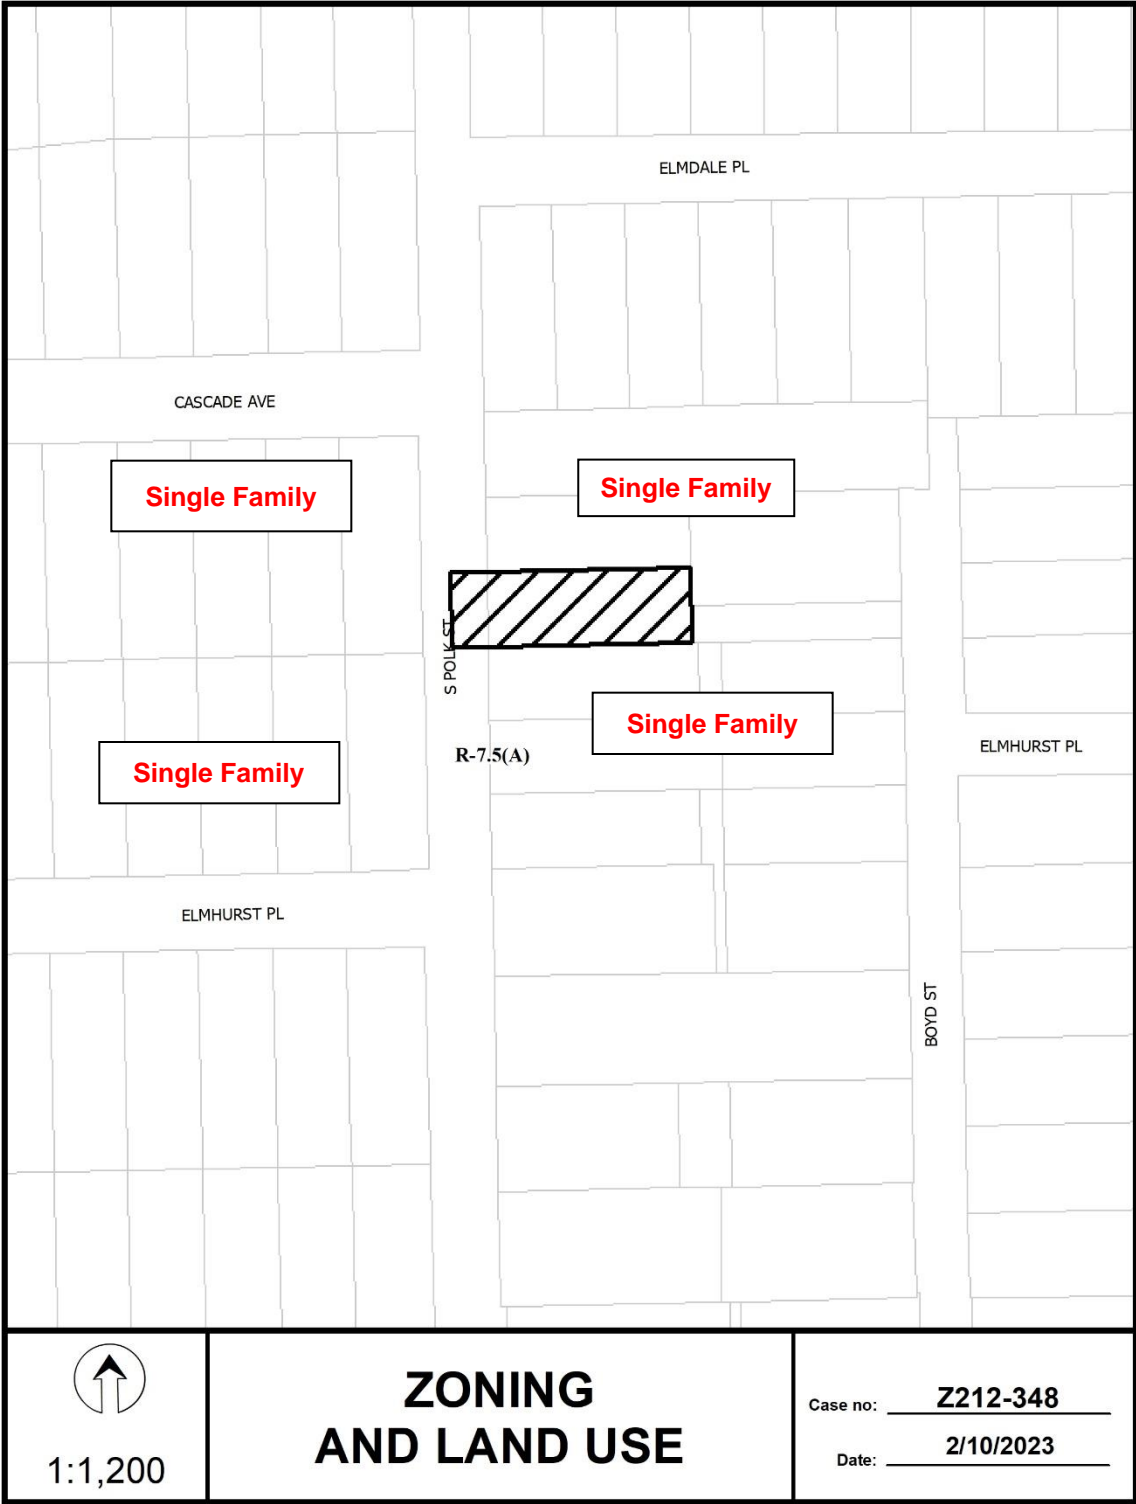 ELMDALE PL
CASCADE AVE
Single Family
Single Family
S POLK ST
Single Family
R-7.5(A)
ELMHURST PL
Single Family
ELMHURST PL
BOYD ST
1:1,200
ZONING
AND LAND USE
Case no: Z212-348
Date: 2/10/2023